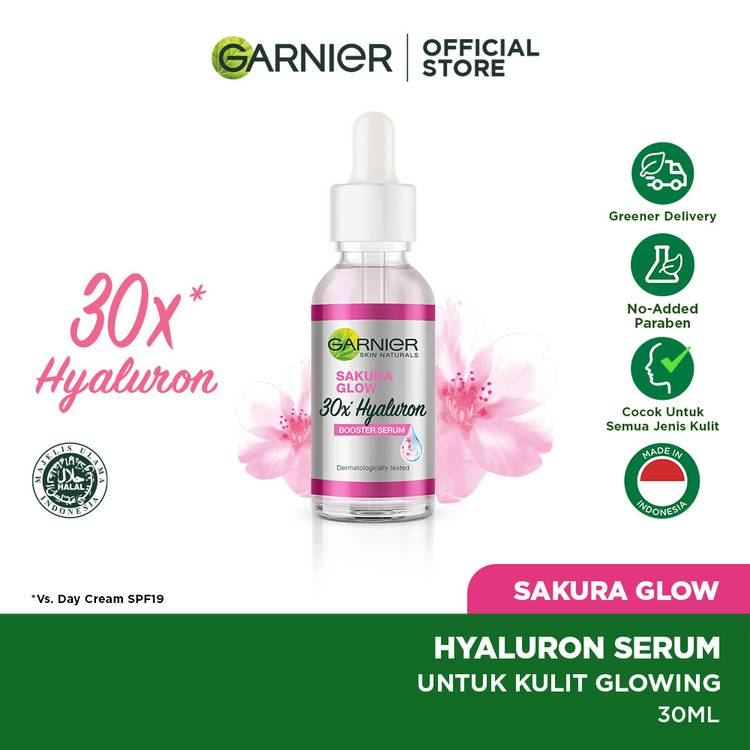 GARNIER
OFFICIAL
STORE
30x*
Hyaluron
MAJELIS ULAMA
حلال
HALAL
INDONESIA
GARNIER
SKIN NATURALS
SAKURA
GLOW
30x* Hyaluron
BOOSTER SERUM
Dermatologically tested
Greener Delivery
No-Added
Paraben
Cocok Untuk
Semua Jenis Kulit
MADE IN
INDONESIA
*Vs. Day Cream SPF19
SAKURA GLOW
HYALURON SERUM
UNTUK KULIT GLOWING
30ML